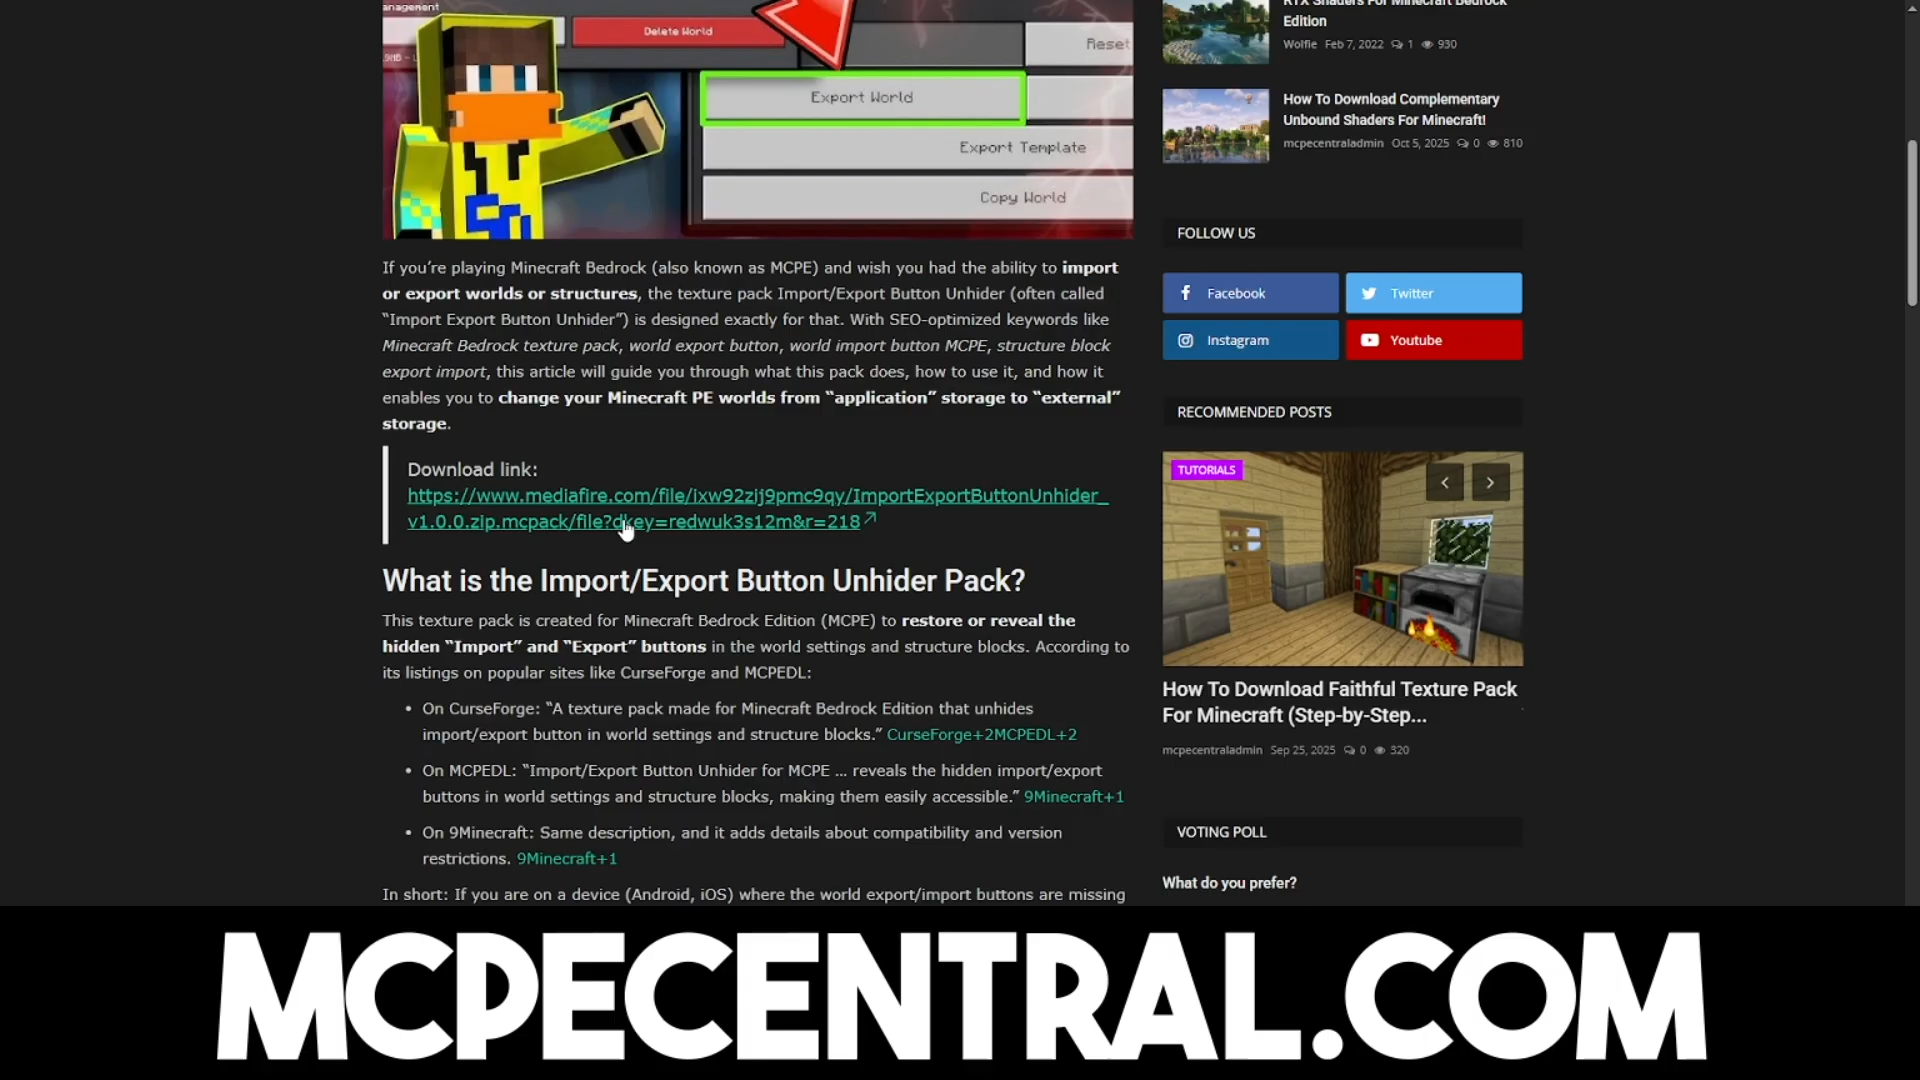 anagement
Delete World
Reset
Export World
Export Template
Copy World
If you're playing Minecraft Bedrock (also known as MCPE) and wish you had the ability to import
or export worlds or structures, the texture pack Import/Export Button Unhider (often called
“Import Export Button Unhider”) is designed exactly for that. With SEO-optimized keywords like
Minecraft Bedrock texture pack, world export button, world import button MCPE, structure block
export import, this article will guide you through what this pack does, how to use it, and how it
enables you to change your Minecraft PE worlds from “application” storage to “external”
storage.
Download link:
https://www.mediafire.com/file/ixw92zij9pmc9qy/ImportExportButtonUnhider_
v1.0.0.zip.mcpack/file?dkey=redwuk3s12m&r=218
What is the Import/Export Button Unhider Pack?
This texture pack is created for Minecraft Bedrock Edition (MCPE) to restore or reveal the
hidden “Import” and “Export” buttons in the world settings and structure blocks. According to
its listings on popular sites like CurseForge and MCPEDL:
• On CurseForge: “A texture pack made for Minecraft Bedrock Edition that unhides
import/export button in world settings and structure blocks.” CurseForge+2MCPEDL+2
• On MCPEDL: “Import/Export Button Unhider for MCPE ... reveals the hidden import/export
buttons in world settings and structure blocks, making them easily accessible.” 9Minecraft+1
• On 9Minecraft: Same description, and it adds details about compatibility and version
restrictions. 9Minecraft+1
In short: If you are on a device (Android, iOS) where the world export/import buttons are missing
RTX Shaders For Minecraft Bedrock
Edition
Wolfie Feb 7, 2022 1 930
How To Download Complementary
Unbound Shaders For Minecraft!
mcpecentraladmin Oct 5, 2025 0 810
FOLLOW US
Facebook
Twitter
Instagram
Youtube
RECOMMENDED POSTS
TUTORIALS
How To Download Faithful Texture Pack
For Minecraft (Step-by-Step...
mcpecentraladmin Sep 25, 2025 0 320
VOTING POLL
What do you prefer?
MCPECENTRAL.COM